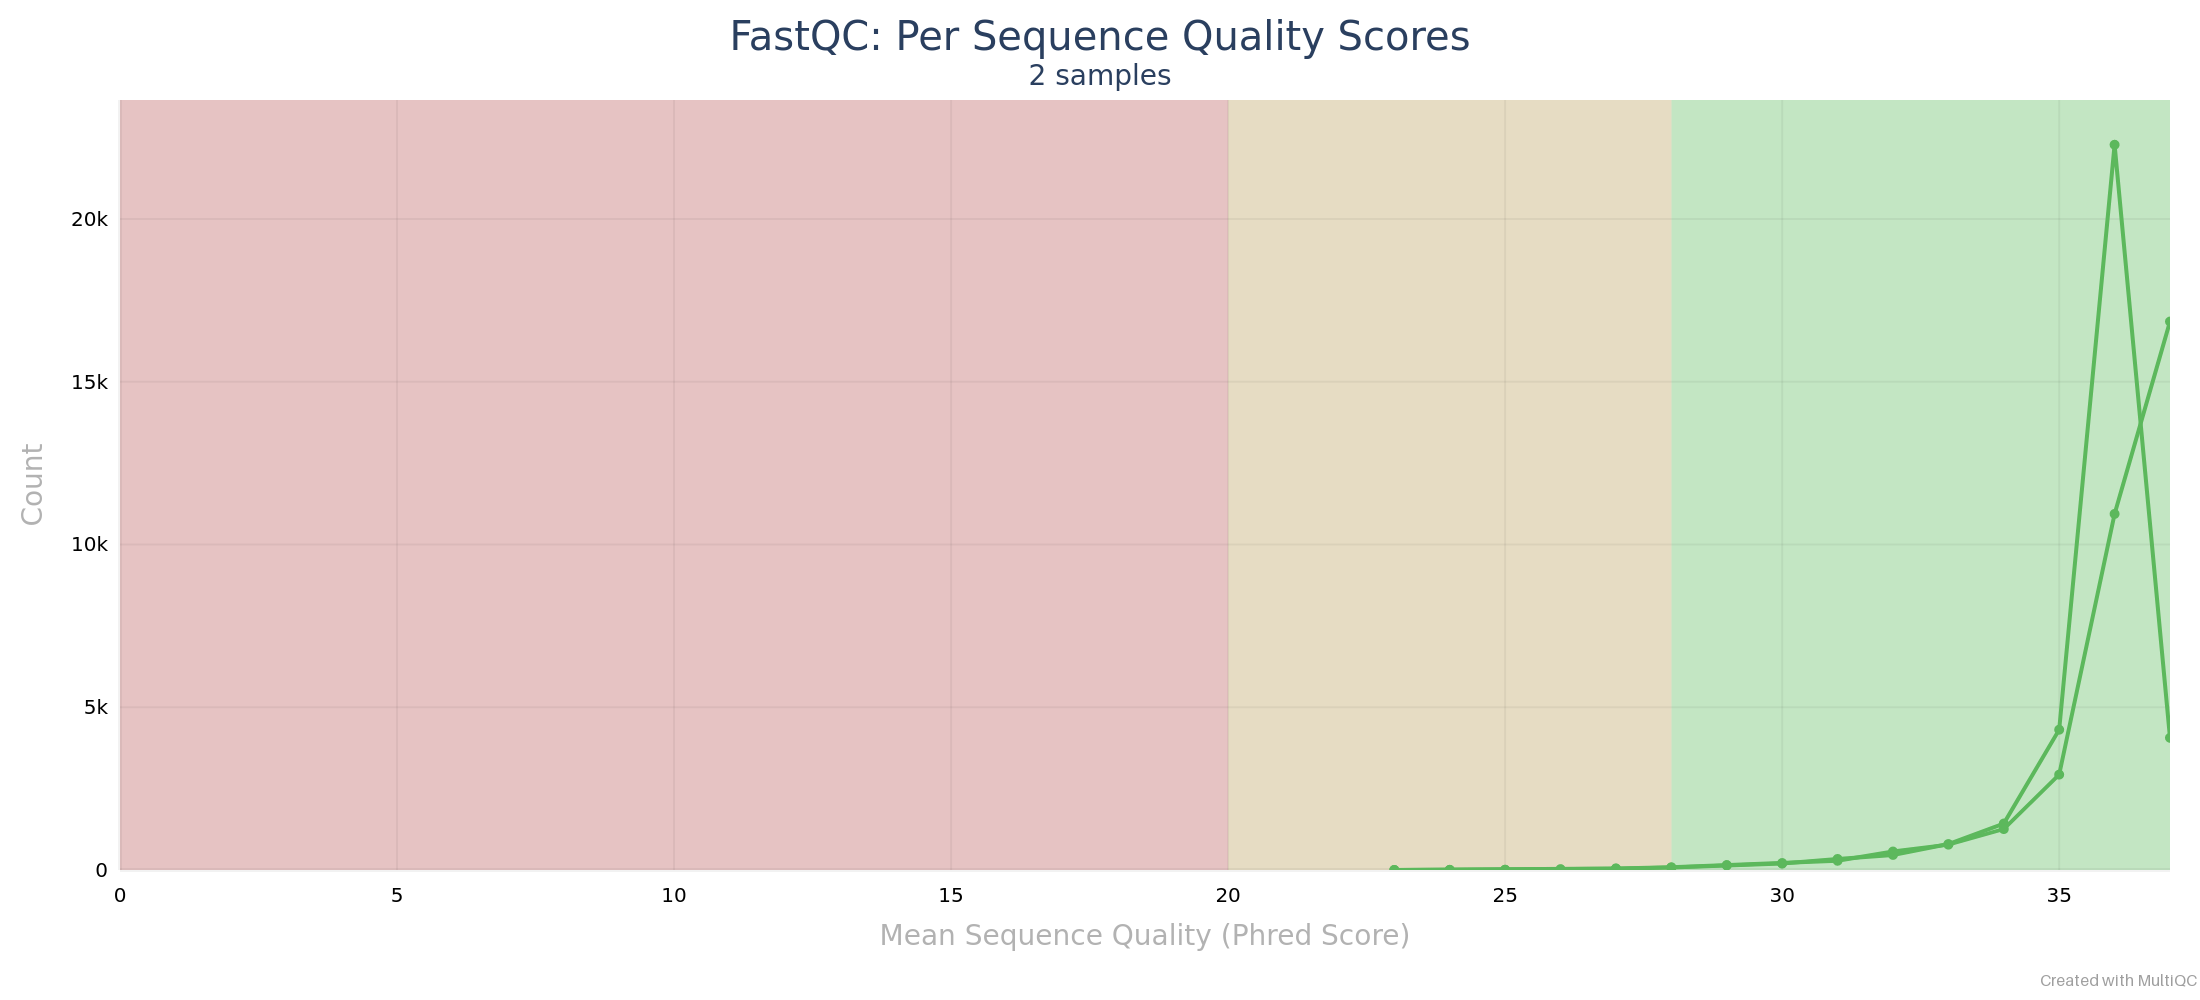 FastQC: Per Sequence Quality Scores
2 samples
20k
15k
10k
5k
0
Count
0 5 10 15 20 25 30 35
Mean Sequence Quality (Phred Score)
Created with MultiQC